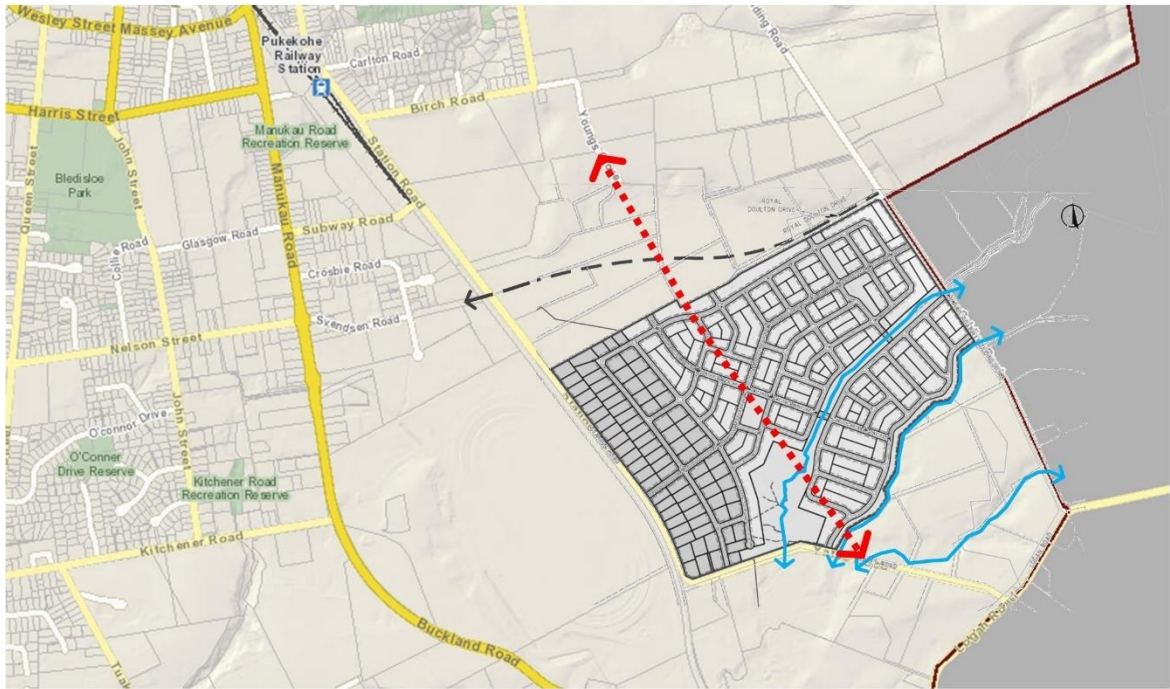 Wesley Street Massey Avenue
Pukekohe
Railway
Station
Carlton Road
Birch Road
Harris Street
Manukau Road
Recreation Reserve
Station Road
Bledisloe
Park
John Street
Queen Street
Manukau Road
Collie Road
Glasgow Road
Subway Road
Crosbie Road
Svendsen Road
Nelson Street
ROYAL
DOULTON DRIVE
O'connor Drive
John Street
O'Conner
Drive Reserve
Kitchener Road
Recreation Reserve
Kitchener Road
Buckland Road